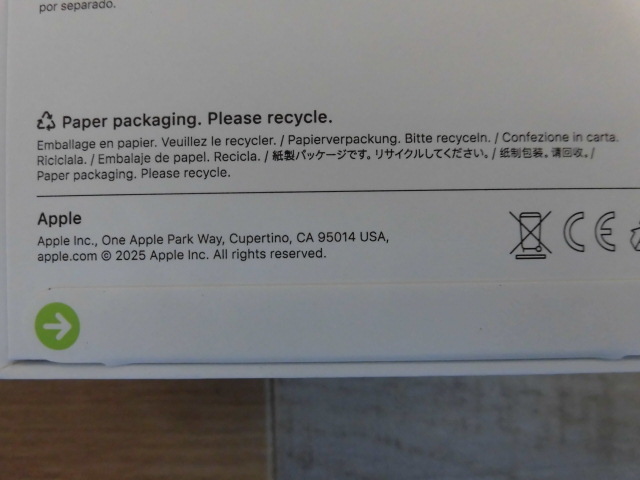 por separado.
Paper packaging. Please recycle.
Emballage en papier. Veuillez le recycler. / Papierverpackung. Bitte recyceln. / Confezione in carta.
Riciclala. / Embalaje de papel. Recicla. / 紙製パッケージです。リサイクルしてください。/ 纸制包装。请回收。/
Paper packaging. Please recycle.
Apple
Apple Inc., One Apple Park Way, Cupertino, CA 95014 USA,
apple.com © 2025 Apple Inc. All rights reserved.
CE